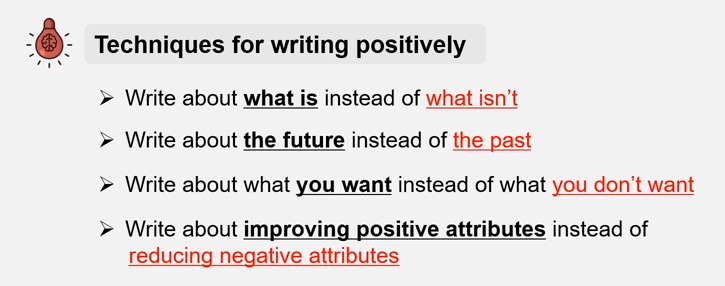 Techniques for writing positively
➢ Write about what is instead of what isn’t
➢ Write about the future instead of the past
➢ Write about what you want instead of what you don’t want
➢ Write about improving positive attributes instead of
reducing negative attributes